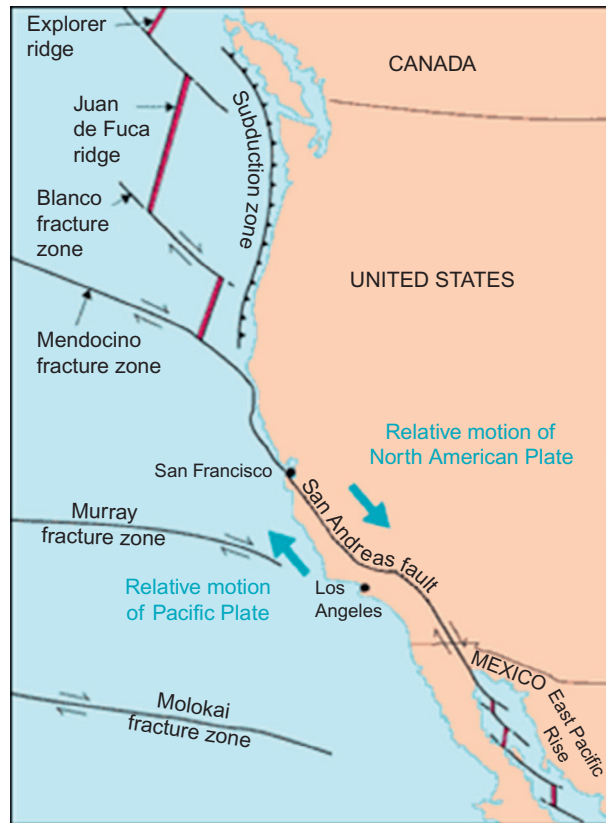 Explorer
ridge
CANADA
Juan
de Fuca
ridge
Subduction zone
Blanco
fracture
zone
UNITED STATES
Mendocino
fracture zone
Relative motion of
North American Plate
San Francisco
San Andreas fault
Murray
fracture zone
Relative motion
of Pacific Plate
Los
Angeles
MEXICO
East Pacific
Rise
Molokai
fracture zone